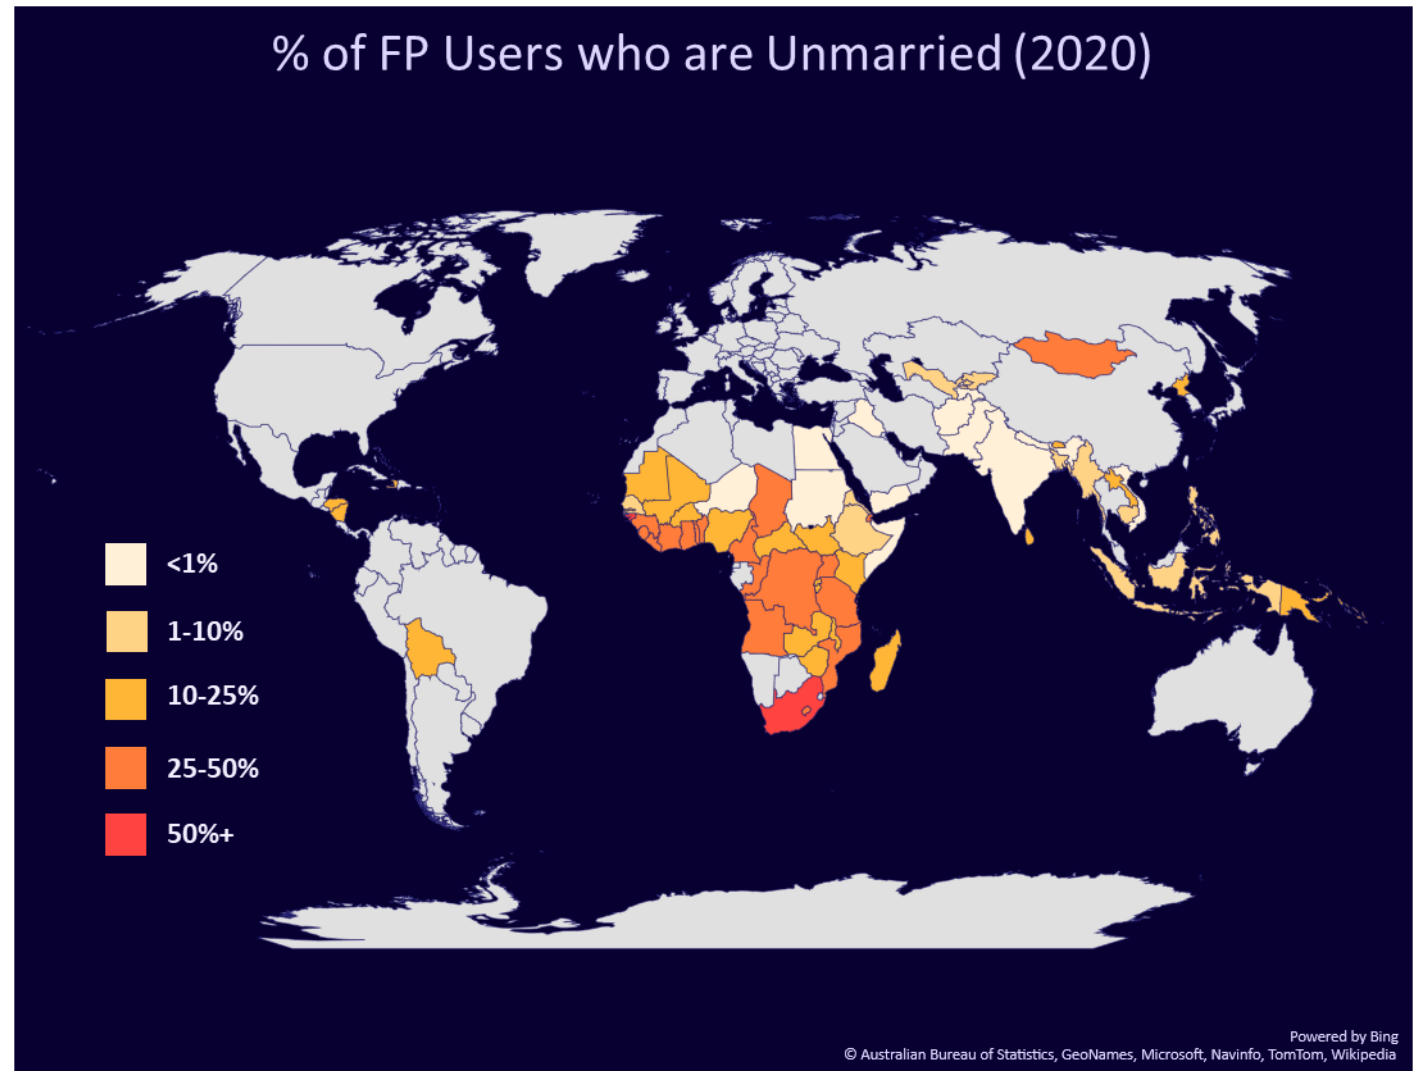 % of FP Users who are Unmarried (2020)
<1%
1-10%
10-25%
25-50%
50%+
Powered by Bing
© Australian Bureau of Statistics, GeoNames, Microsoft, Navinfo, TomTom, Wikipedia